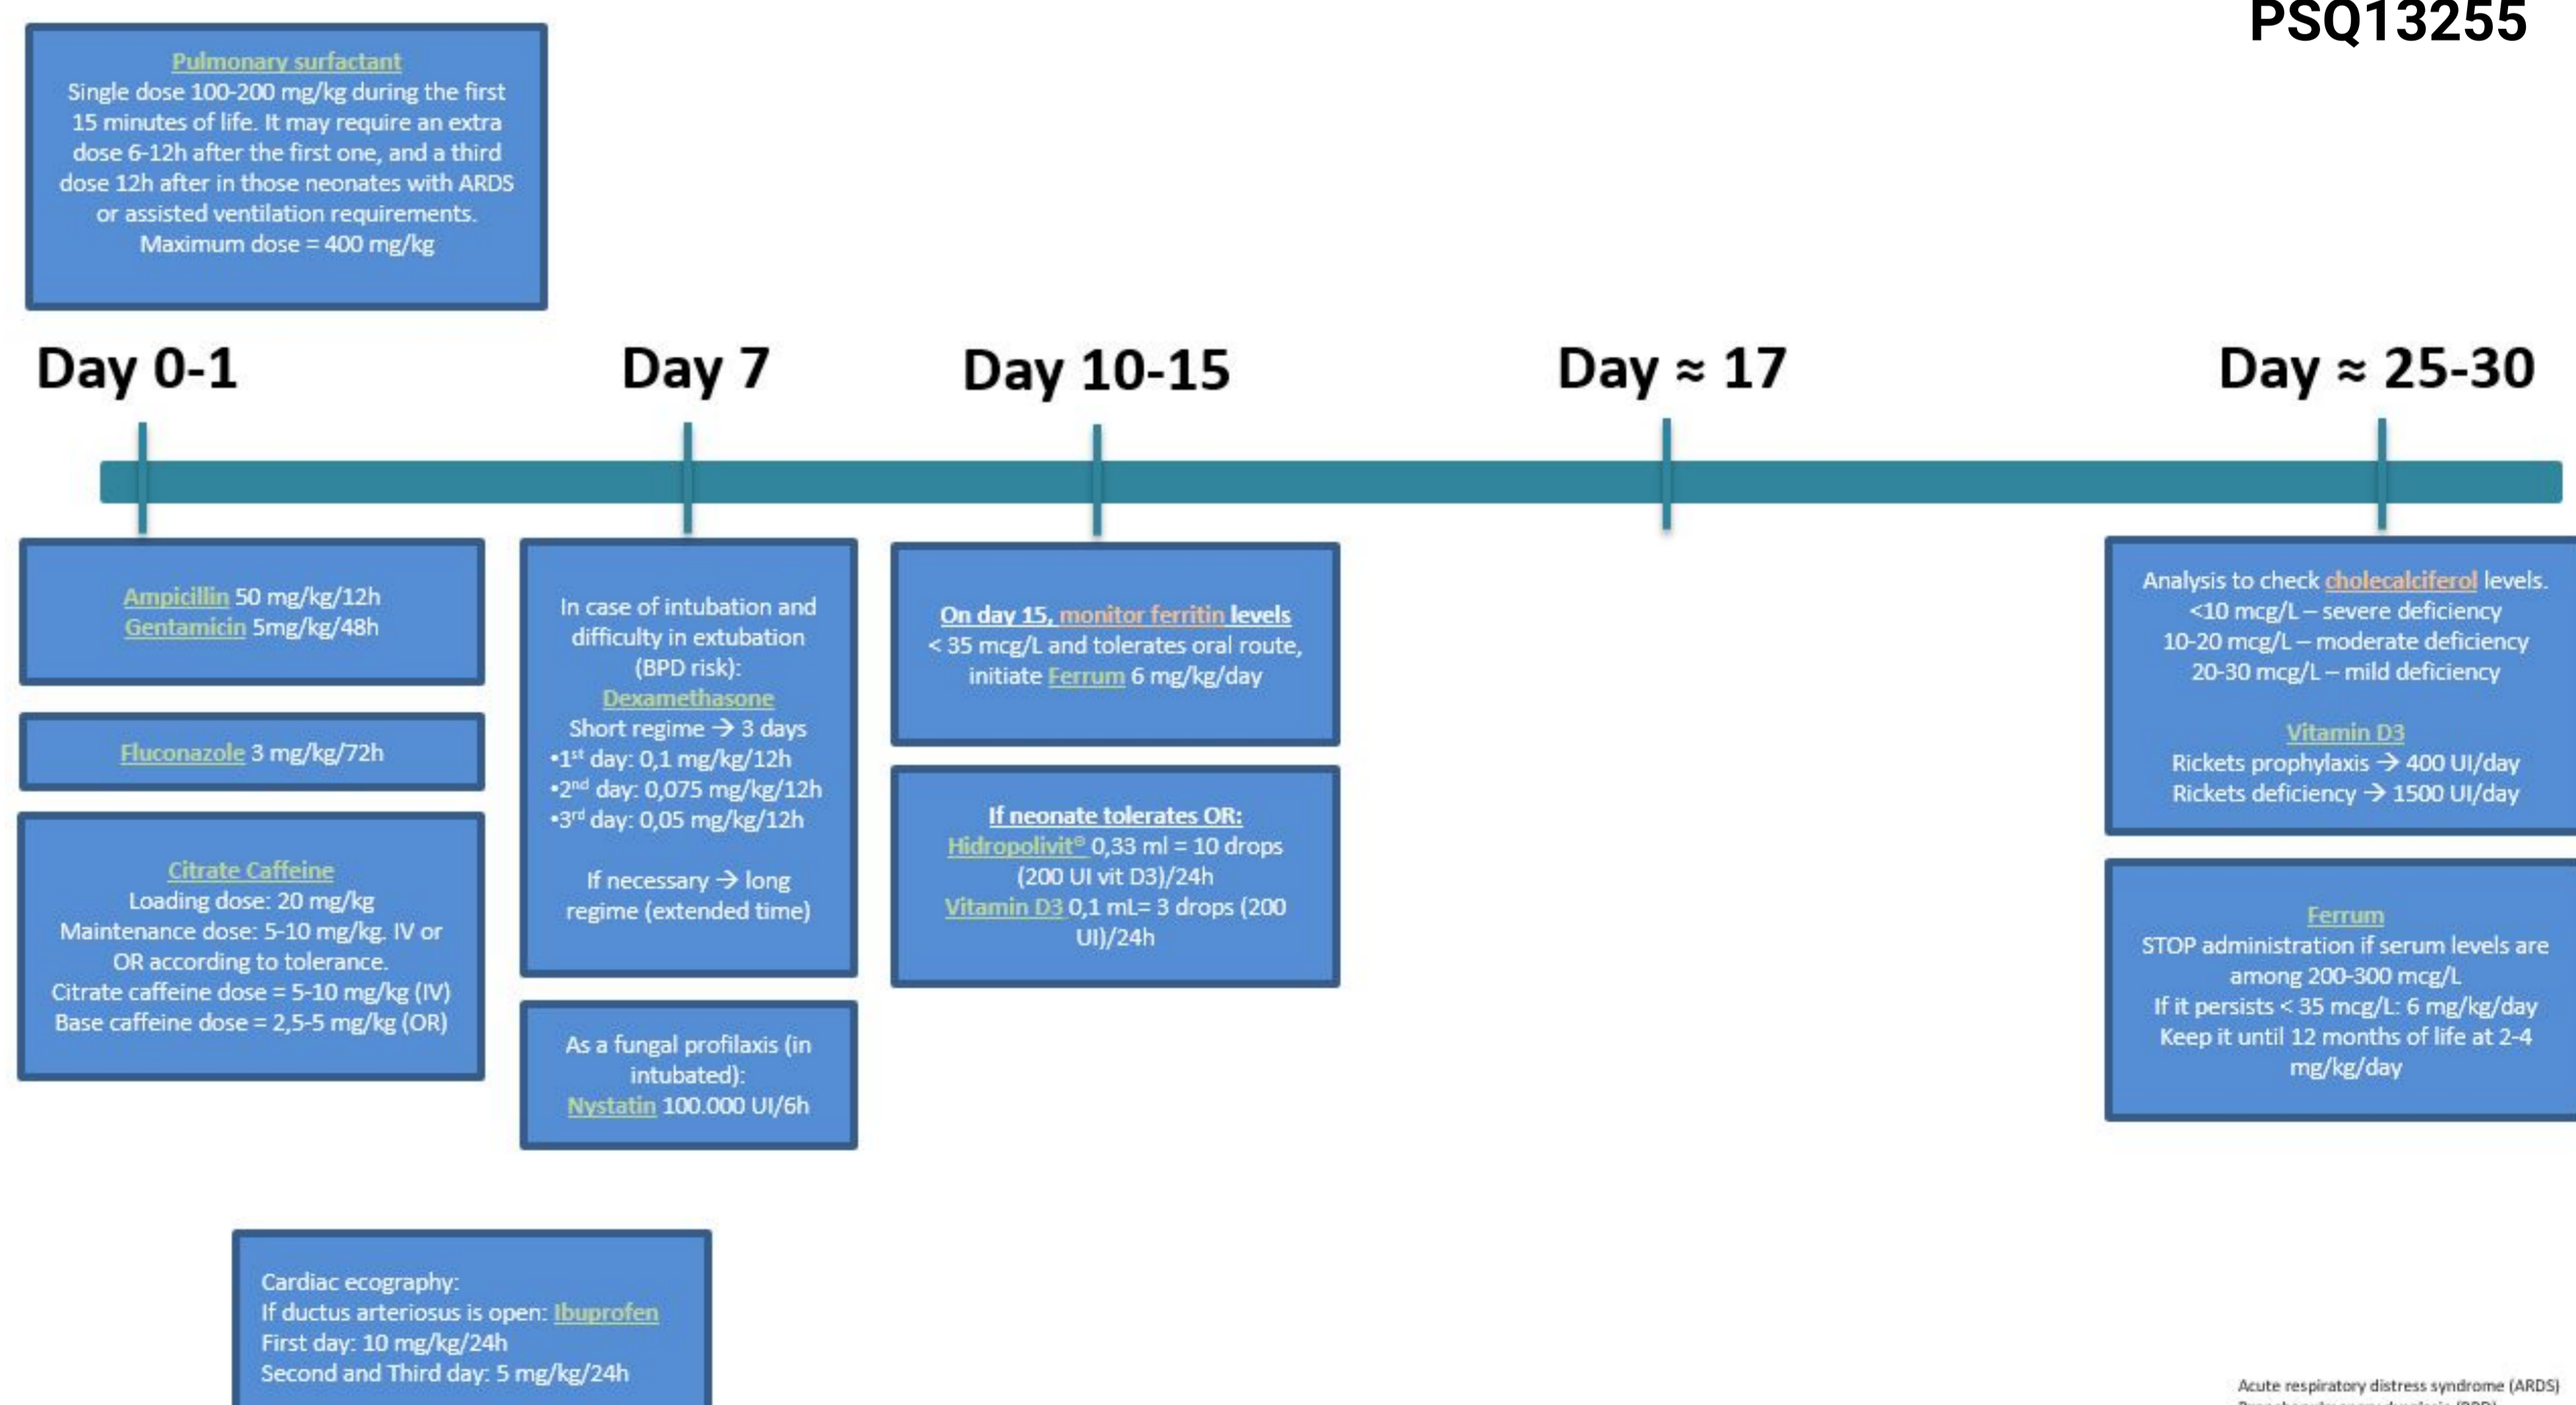 PSQ13255
Pulmonary surfactant
Single dose 100-200 mg/kg during the first
15 minutes of life. It may require an extra
dose 6-12h after the first one, and a third
dose 12h after in those neonates with ARDS
or assisted ventilation requirements.
Maximum dose = 400 mg/kg
Day 0-1
Day 7
Day 10-15
Day ≈ 17
Day ≈ 25-30
Ampicillin 50 mg/kg/12h
Gentamicin 5mg/kg/48h
Fluconazole 3 mg/kg/72h
Citrate Caffeine
Loading dose: 20 mg/kg
Maintenance dose: 5-10 mg/kg. IV or
OR according to tolerance.
Citrate caffeine dose = 5-10 mg/kg (IV)
Base caffeine dose = 2,5-5 mg/kg (OR)
In case of intubation and
difficulty in extubation
(BPD risk):
Dexamethasone
Short regime → 3 days
•1st day: 0,1 mg/kg/12h
•2nd day: 0,075 mg/kg/12h
•3rd day: 0,05 mg/kg/12h
If necessary → long
regime (extended time)
As a fungal profilaxis (in
intubated):
Nystatin 100.000 UI/6h
On day 15, monitor ferritin levels
< 35 mcg/L and tolerates oral route,
initiate Ferrum 6 mg/kg/day
If neonate tolerates OR:
Hidropolivit® 0,33 ml = 10 drops
(200 UI vit D3)/24h
Vitamin D3 0,1 mL= 3 drops (200
UI)/24h
Analysis to check cholecalciferol levels.
<10 mcg/L – severe deficiency
10-20 mcg/L – moderate deficiency
20-30 mcg/L – mild deficiency
Vitamin D3
Rickets prophylaxis → 400 UI/day
Rickets deficiency → 1500 UI/day
Ferrum
STOP administration if serum levels are
among 200-300 mcg/L
If it persists < 35 mcg/L: 6 mg/kg/day
Keep it until 12 months of life at 2-4
mg/kg/day
Cardiac ecography:
If ductus arteriosus is open: Ibuprofen
First day: 10 mg/kg/24h
Second and Third day: 5 mg/kg/24h
Acute respiratory distress syndrome (ARDS)